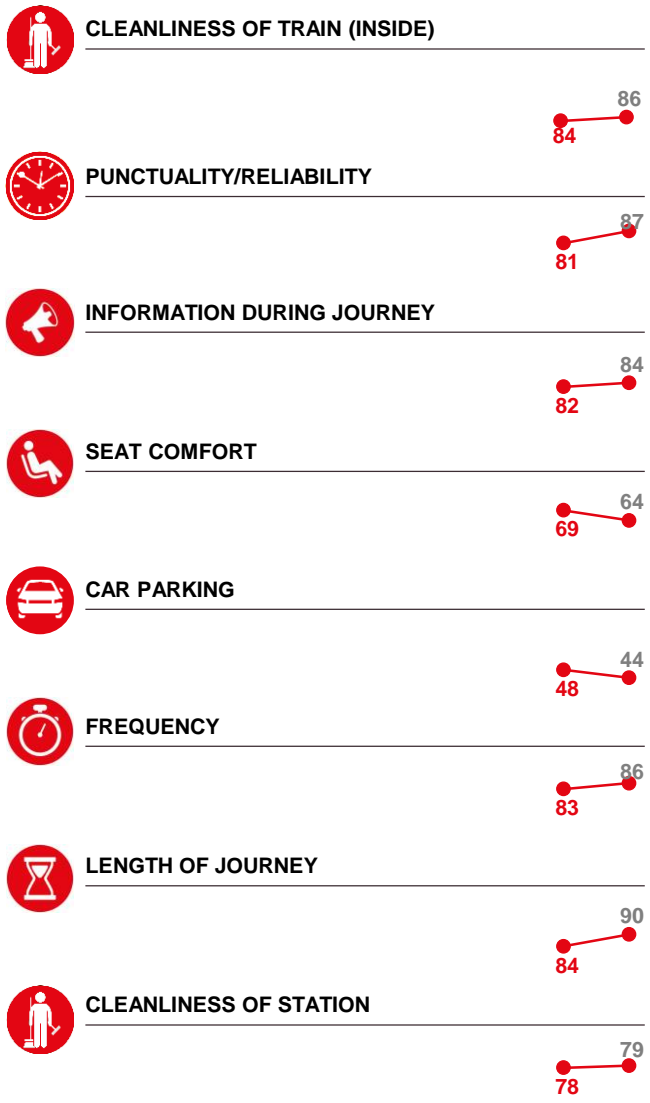 CLEANLINESS OF TRAIN (INSIDE)
86
84
PUNCTUALITY/RELIABILITY
87
81
INFORMATION DURING JOURNEY
84
82
SEAT COMFORT
64
69
CAR PARKING
44
48
FREQUENCY
86
83
LENGTH OF JOURNEY
90
84
CLEANLINESS OF STATION
79
78